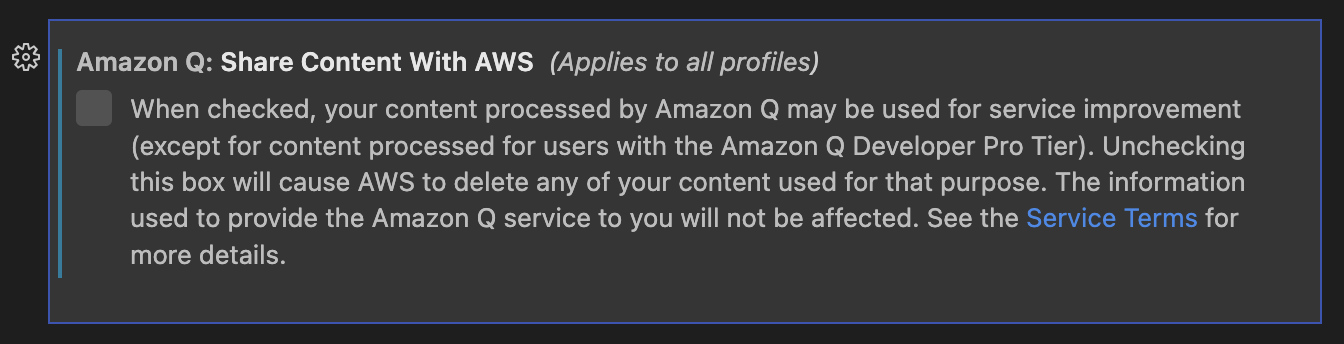 Amazon Q: Share Content With AWS (Applies to all profiles)
When checked, your content processed by Amazon Q may be used for service improvement
(except for content processed for users with the Amazon Q Developer Pro Tier). Unchecking
this box will cause AWS to delete any of your content used for that purpose. The information
used to provide the Amazon Q service to you will not be affected. See the Service Terms for
more details.